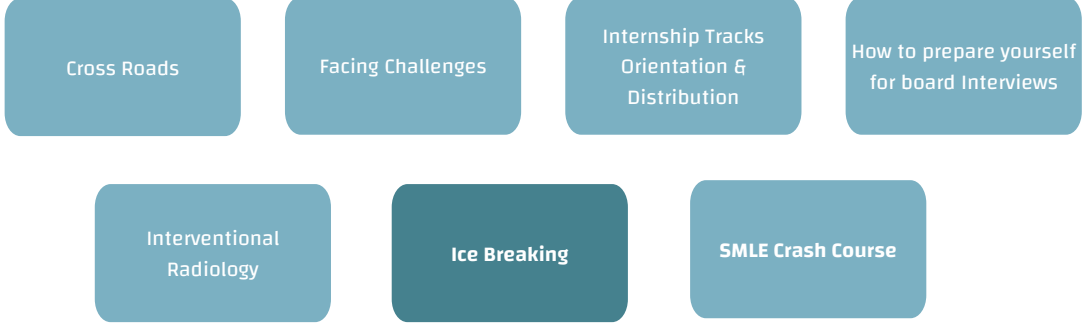 Cross Roads
Facing Challenges
Internship Tracks
Orientation &
Distribution
How to prepare yourself
for board Interviews
Interventional
Radiology
Ice Breaking
SMLE Crash Course